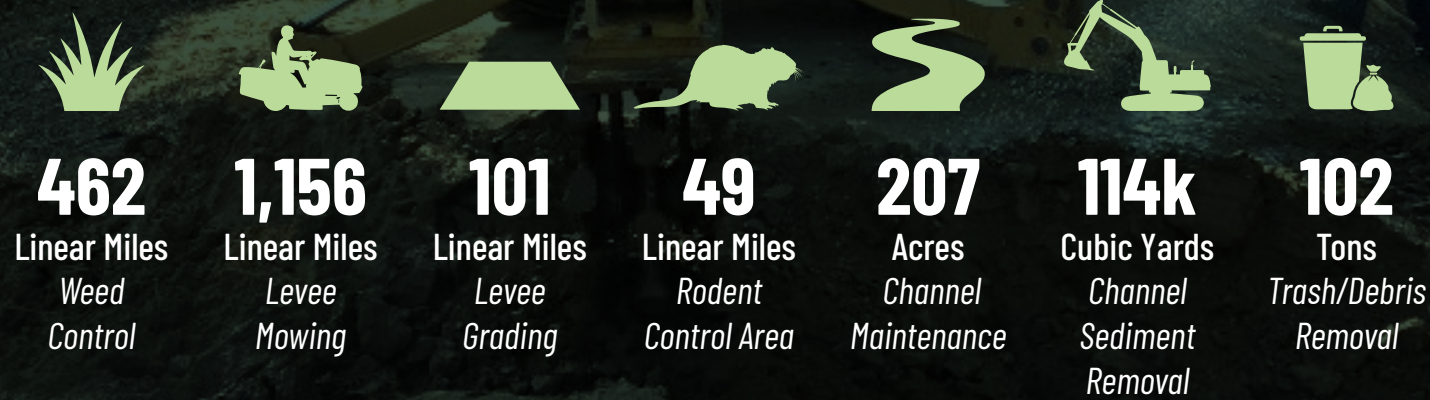 462
Linear Miles
Weed
Control
1,156
Linear Miles
Levee
Mowing
101
Linear Miles
Levee
Grading
49
Linear Miles
Rodent
Control Area
207
Acres
Channel
Maintenance
114k
Cubic Yards
Channel
Sediment
Removal
102
Tons
Trash/Debris
Removal